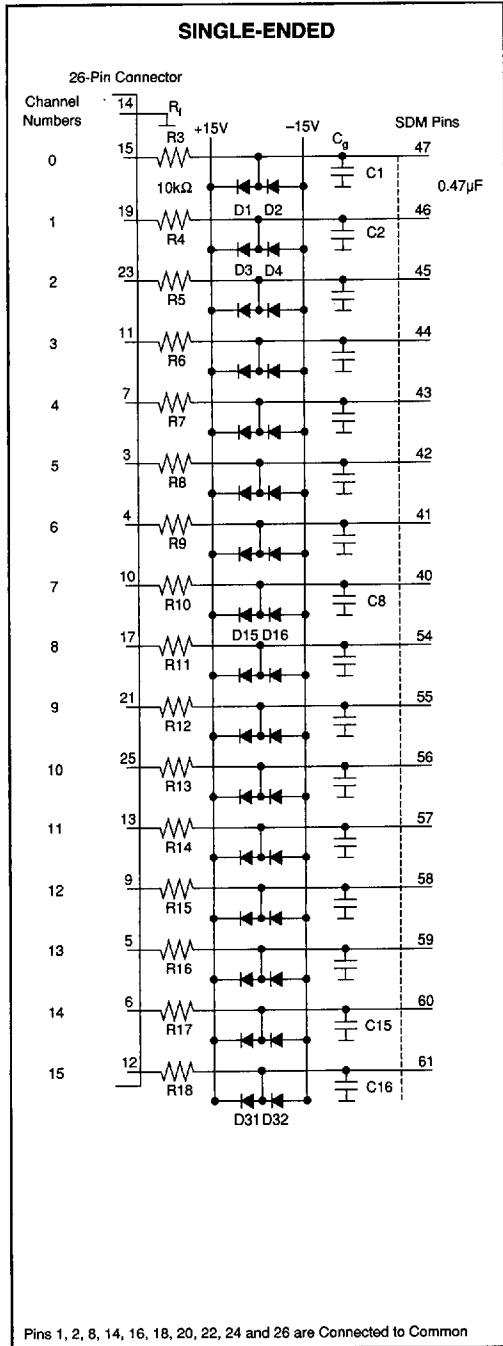 SINGLE-ENDED
26-Pin Connector
Channel Numbers
14 Rf
+15V −15V
SDM Pins
0 15 R3 10kΩ D1 D2 Cg C1 47 0.47µF
1 19 R4 D3 D4 C2 46
2 23 R5 45
3 11 R6 44
4 7 R7 43
5 3 R8 42
6 4 R9 41
7 10 R10 D15 D16 C8 40
8 17 R11 54
9 21 R12 55
10 25 R13 56
11 13 R14 57
12 9 R15 58
13 5 R16 59
14 6 R17 C15 60
15 12 R18 D31 D32 C16 61
Pins 1, 2, 8, 14, 16, 18, 20, 22, 24 and 26 are Connected to Common